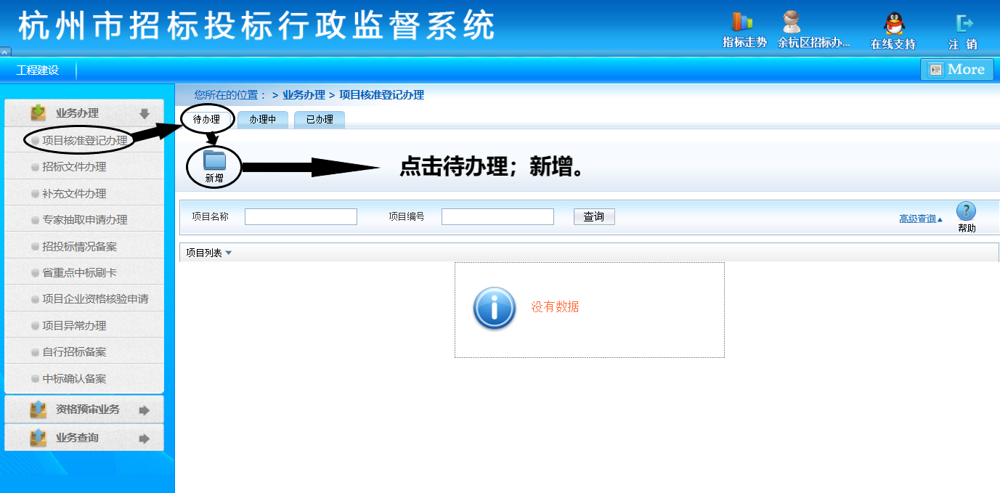 杭州市招标投标行政监督系统
指标走势
余杭区招标办...
在线支持
注 销
工程建设
More
您所在的位置： > 业务办理 > 项目核准登记办理
业务办理
待办理
办理中
已办理
项目核准登记办理
新增
点击待办理；新增。
招标文件办理
补充文件办理
专家抽取申请办理
项目名称
项目编号
查询
高级查询
帮助
招投标情况备案
项目列表
省重点中标刷卡
项目企业资格核验申请
没有数据
项目异常办理
自行招标备案
中标确认备案
资格预审业务
业务查询